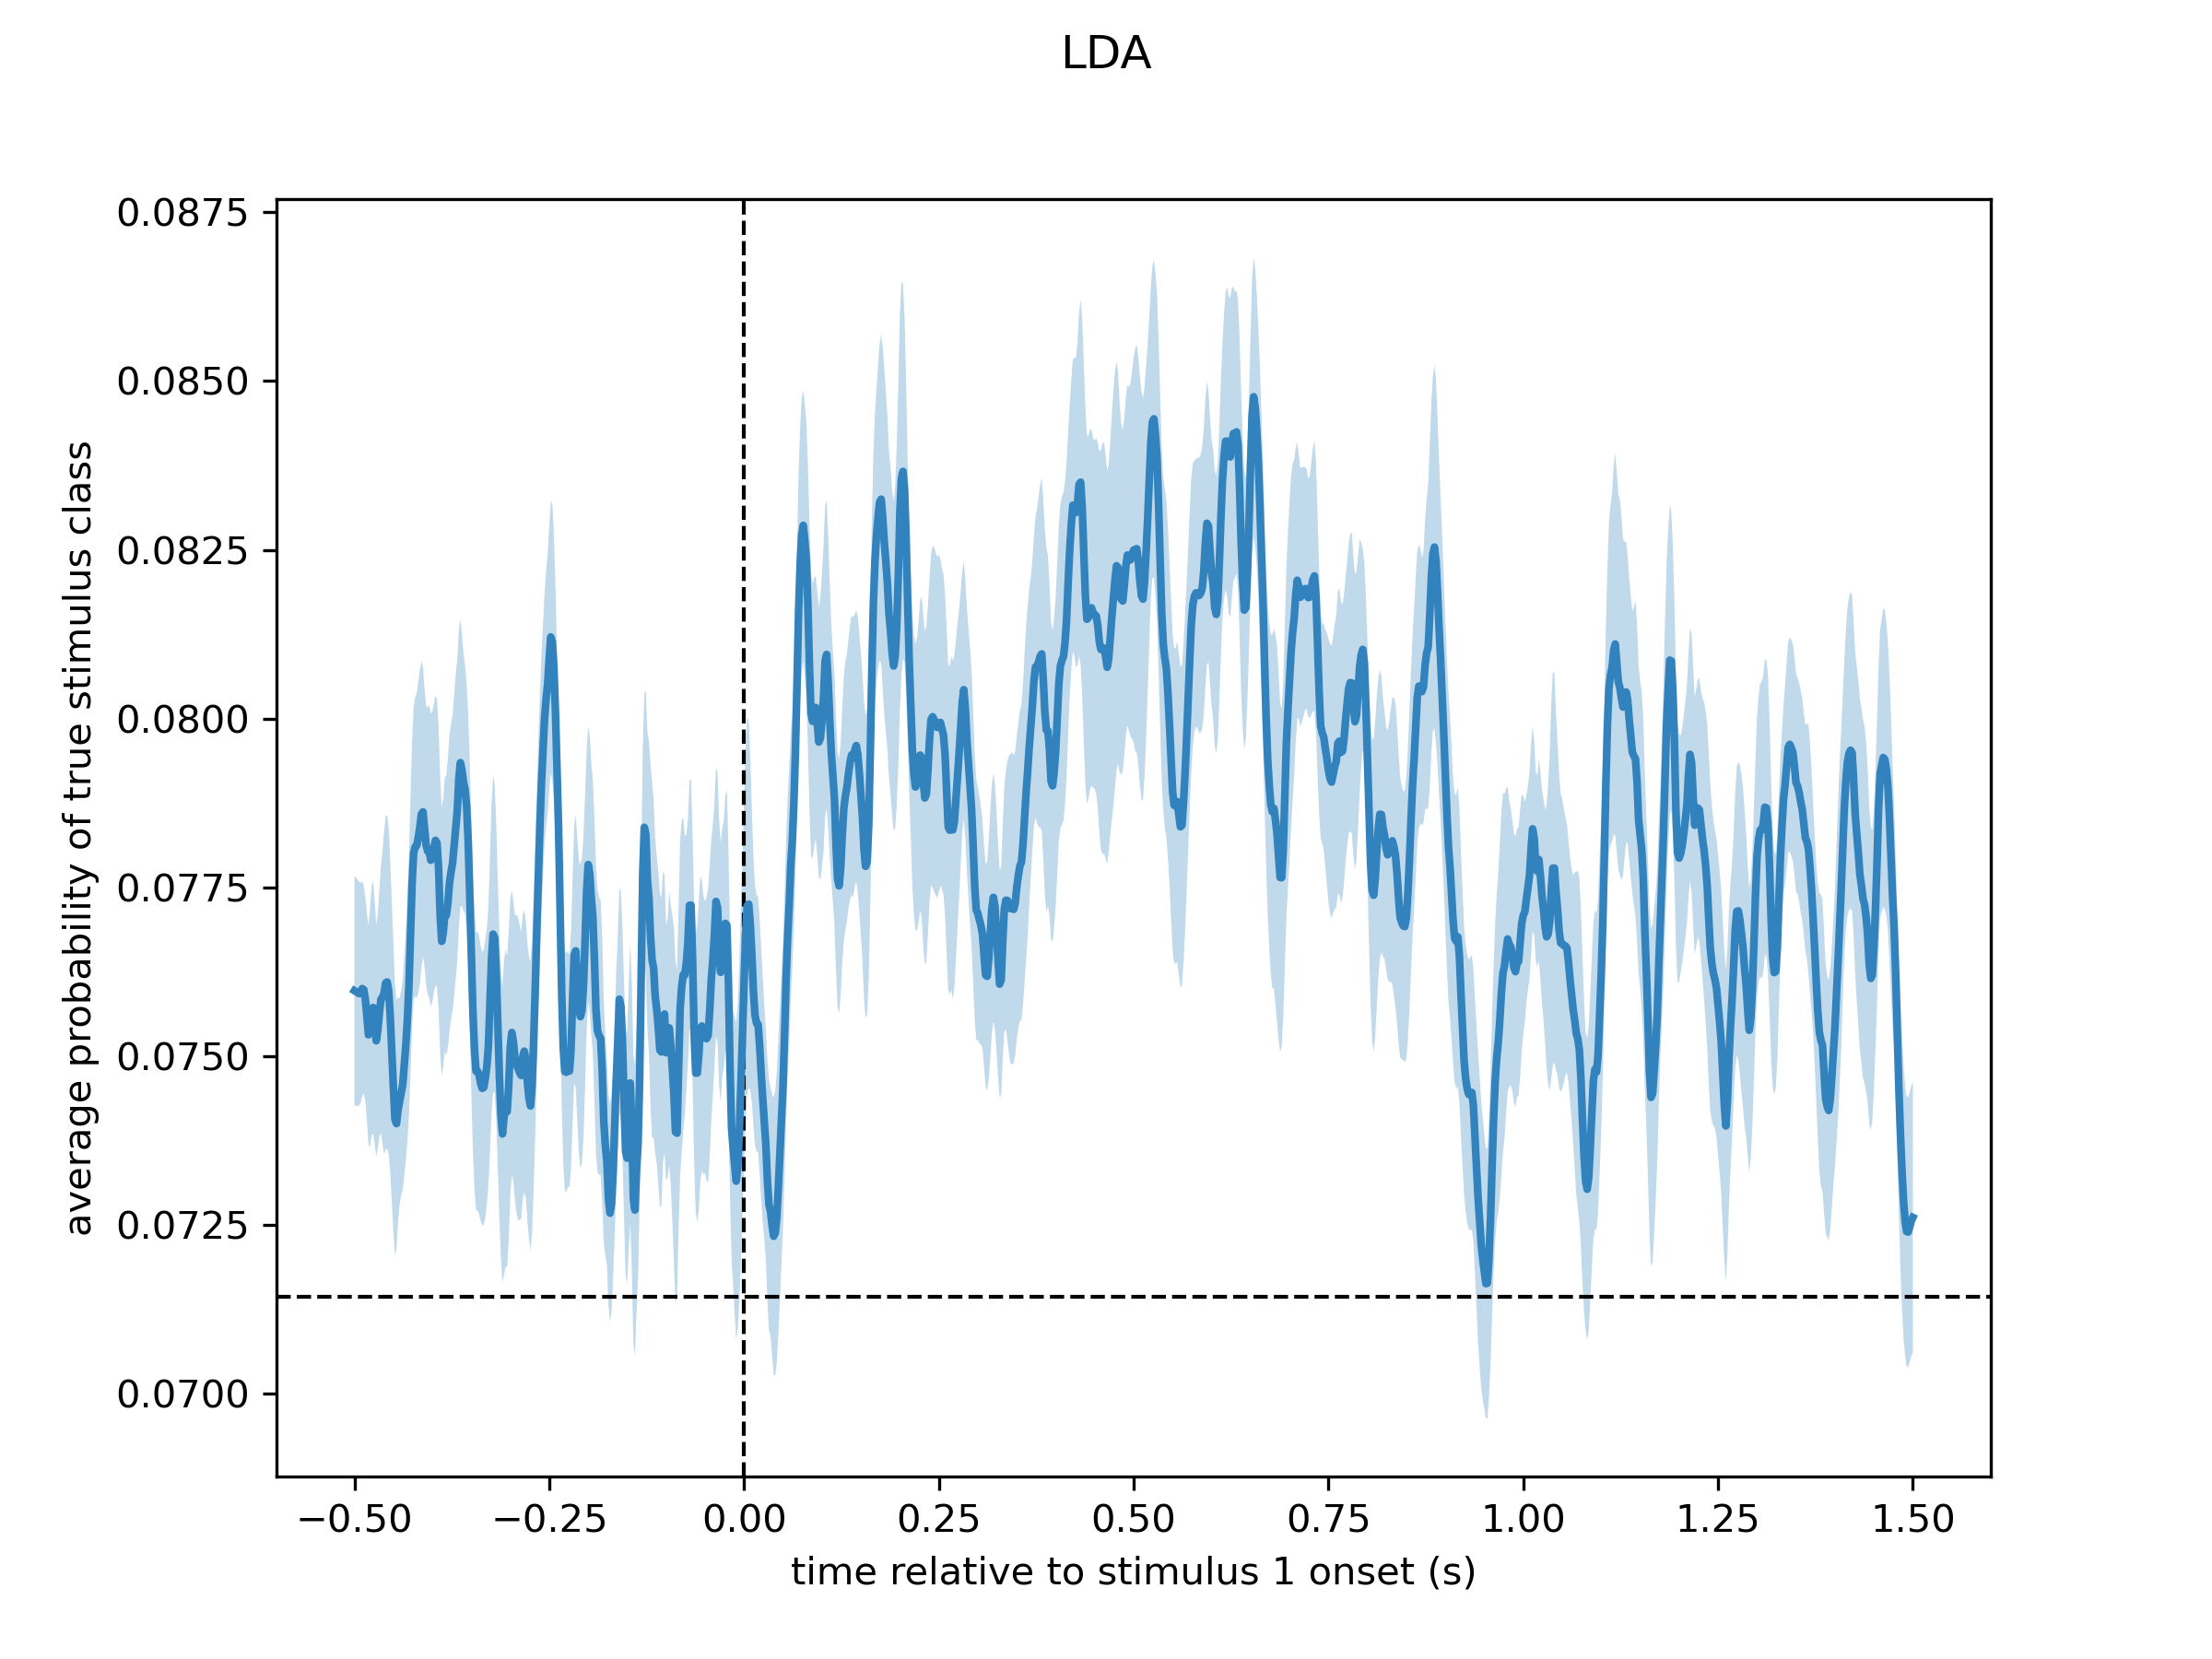 LDA
0.0875
0.0850
0.0825
0.0800
0.0775
0.0750
0.0725
0.0700
average probability of true stimulus class
−0.50 −0.25 0.00 0.25 0.50 0.75 1.00 1.25 1.50
time relative to stimulus 1 onset (s)